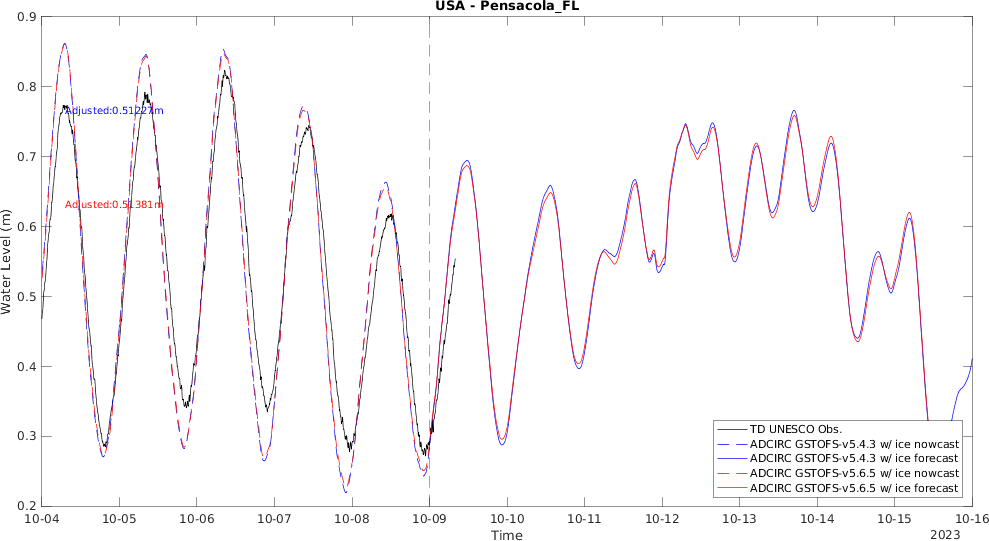 USA - Pensacola_FL
0.9
0.8
Adjusted:0.51227m
0.7
Adjusted:0.51381m
0.6
Water Level (m)
0.5
0.4
0.3
TD UNESCO Obs.
ADCIRC GSTOFS-v5.4.3 w/ ice nowcast
ADCIRC GSTOFS-v5.4.3 w/ ice forecast
ADCIRC GSTOFS-v5.6.5 w/ ice nowcast
ADCIRC GSTOFS-v5.6.5 w/ ice forecast
0.2
10-04 10-05 10-06 10-07 10-08 10-09 10-10 10-11 10-12 10-13 10-14 10-15 10-16
Time
2023